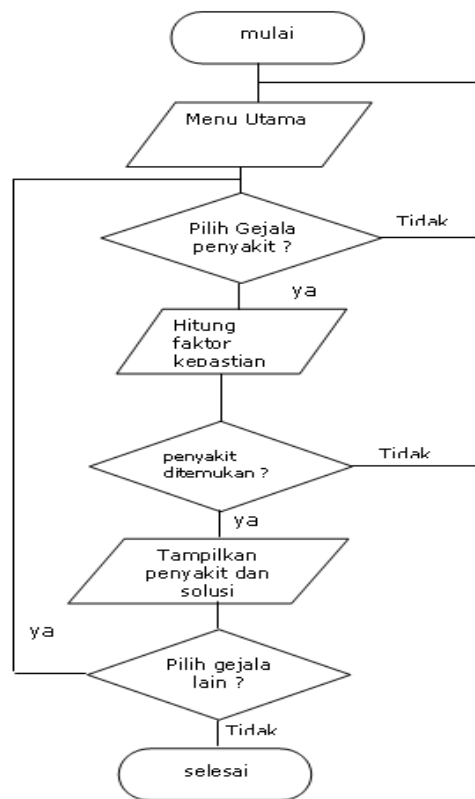 mulai
Menu Utama
Pilih Gejala
penyakit ?
Tidak
ya
Hitung
faktor
kepastian
penyakit
ditemukan ?
Tidak
ya
Tampilkan
penyakit dan
solusi
ya
Pilih gejala
lain ?
Tidak
selesai